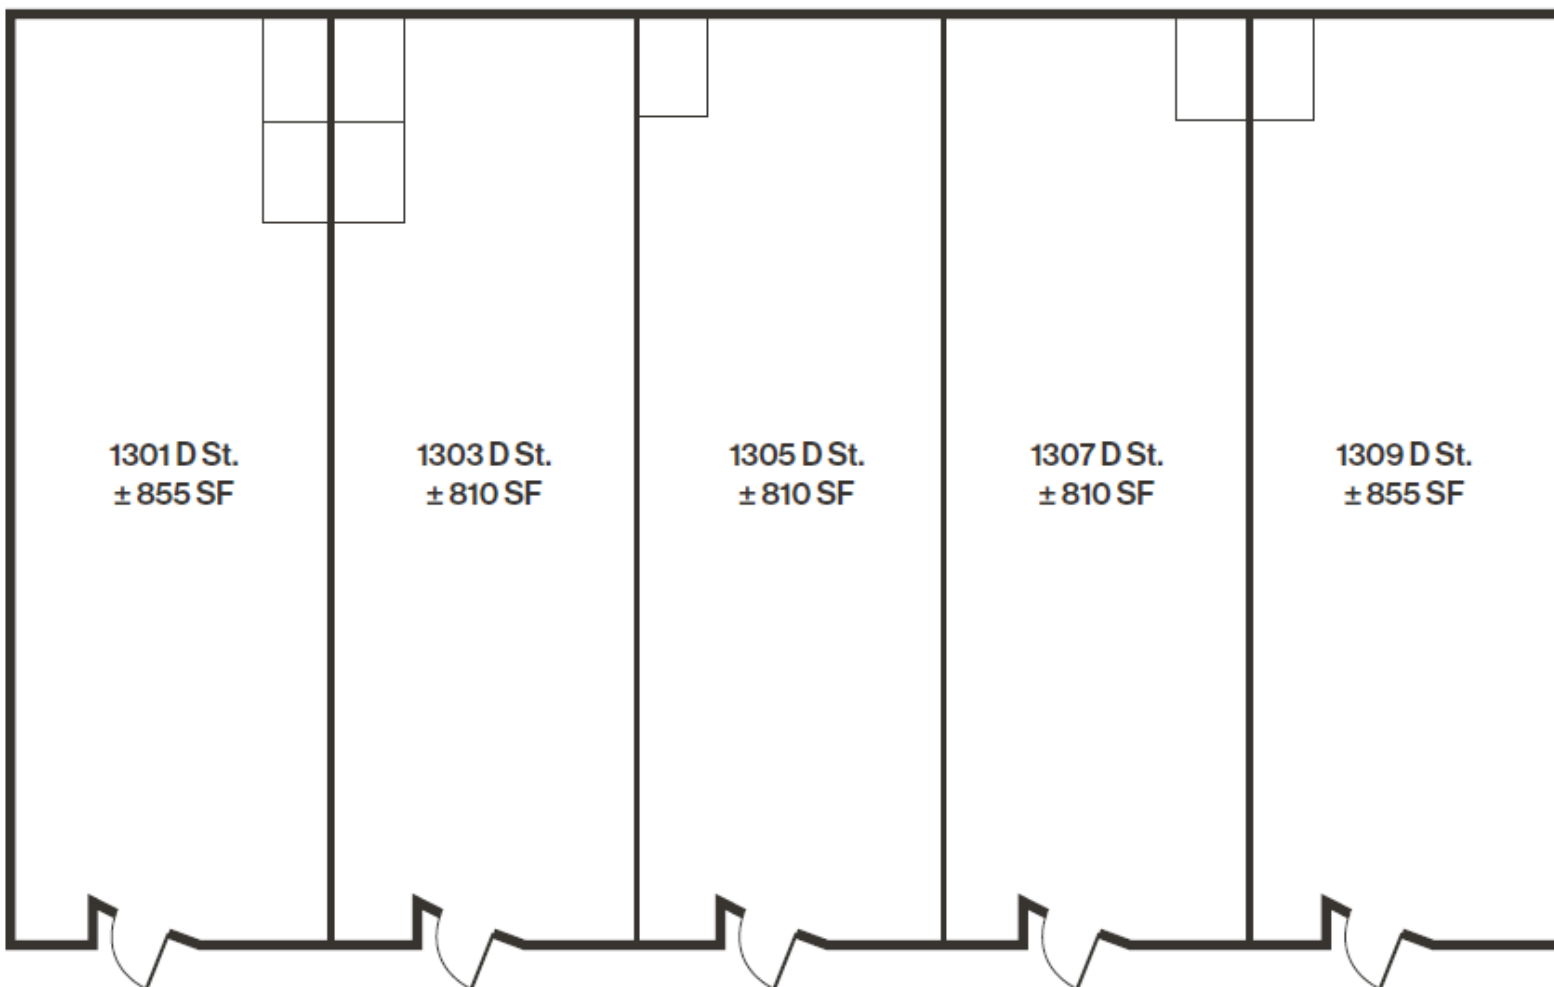 1301 D St.
± 855 SF
1303 D St.
± 810 SF
1305 D St.
± 810 SF
1307 D St.
± 810 SF
1309 D St.
± 855 SF